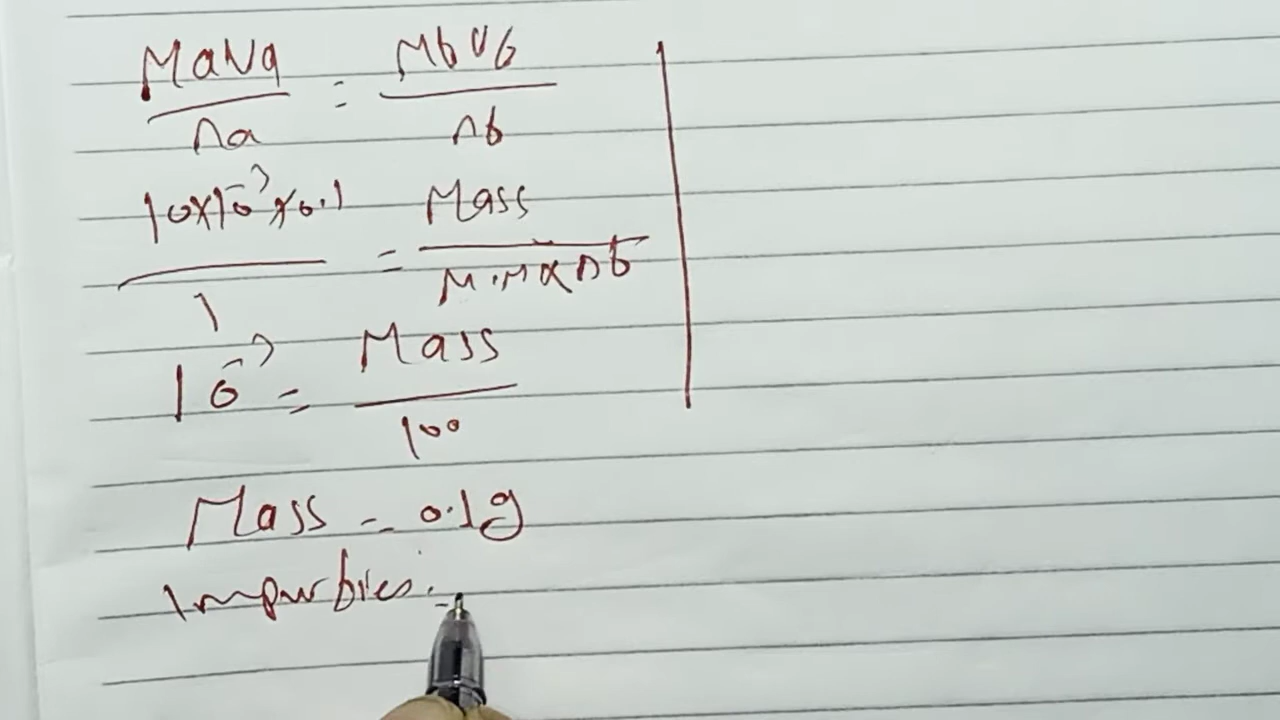 MaVa / na = MbVb / nb
10×10⁻³×0.1 / 1 = Mass / M.M×nb
10⁻³ = Mass / 100
Mass = 0.1g
Impurities =